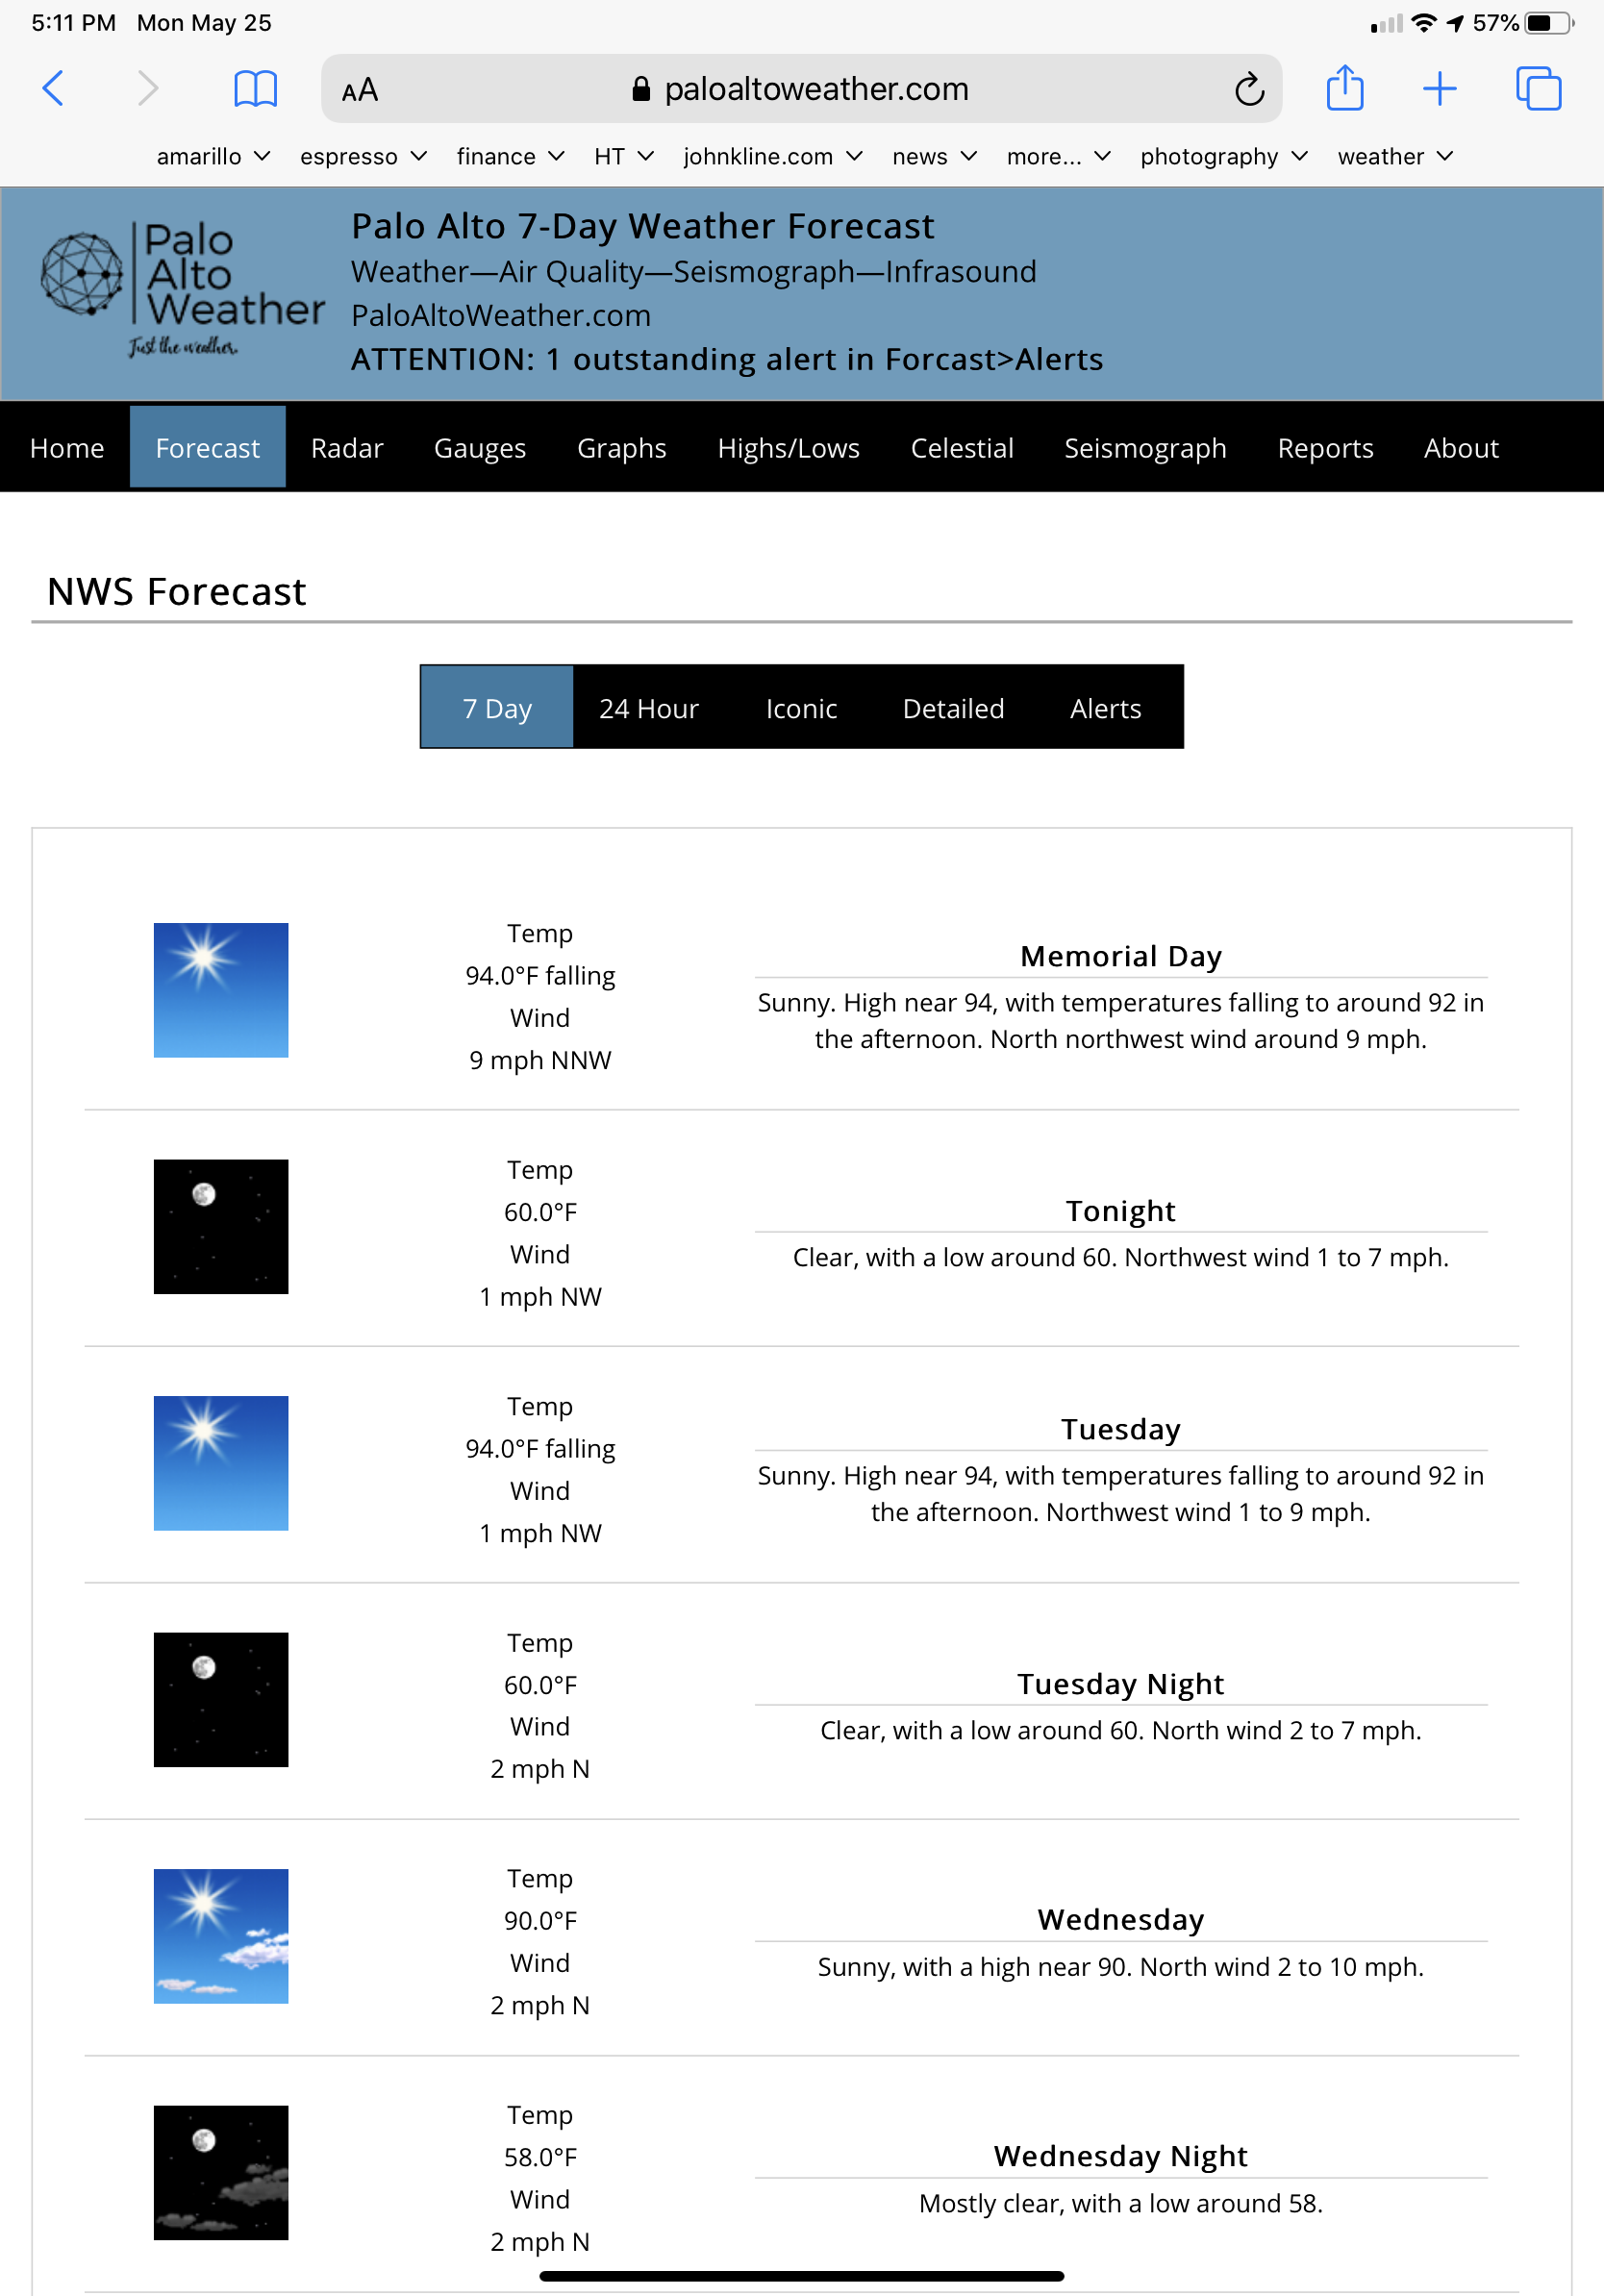 5:11 PM Mon May 25
57%
AA
paloaltoweather.com
amarillo espresso finance HT johnkline.com news more... photography weather
Palo
Alto
Weather
Just the weather.
Palo Alto 7-Day Weather Forecast
Weather—Air Quality—Seismograph—Infrasound
PaloAltoWeather.com
ATTENTION: 1 outstanding alert in Forcast>Alerts
Home Forecast Radar Gauges Graphs Highs/Lows Celestial Seismograph Reports About
NWS Forecast
7 Day 24 Hour Iconic Detailed Alerts
Temp
94.0°F falling
Wind
9 mph NNW
Memorial Day
Sunny. High near 94, with temperatures falling to around 92 in
the afternoon. North northwest wind around 9 mph.
Temp
60.0°F
Wind
1 mph NW
Tonight
Clear, with a low around 60. Northwest wind 1 to 7 mph.
Temp
94.0°F falling
Wind
1 mph NW
Tuesday
Sunny. High near 94, with temperatures falling to around 92 in
the afternoon. Northwest wind 1 to 9 mph.
Temp
60.0°F
Wind
2 mph N
Tuesday Night
Clear, with a low around 60. North wind 2 to 7 mph.
Temp
90.0°F
Wind
2 mph N
Wednesday
Sunny, with a high near 90. North wind 2 to 10 mph.
Temp
58.0°F
Wind
2 mph N
Wednesday Night
Mostly clear, with a low around 58.